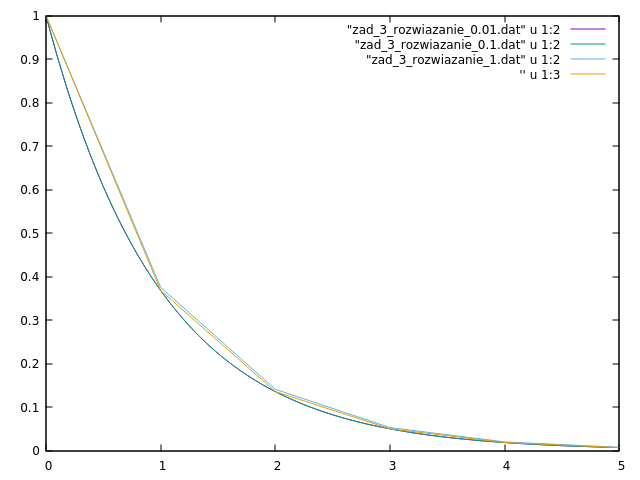 1
0.9
0.8
0.7
0.6
0.5
0.4
0.3
0.2
0.1
0
0 1 2 3 4 5
"zad_3_rozwiazanie_0.01.dat" u 1:2
"zad_3_rozwiazanie_0.1.dat" u 1:2
"zad_3_rozwiazanie_1.dat" u 1:2
'' u 1:3